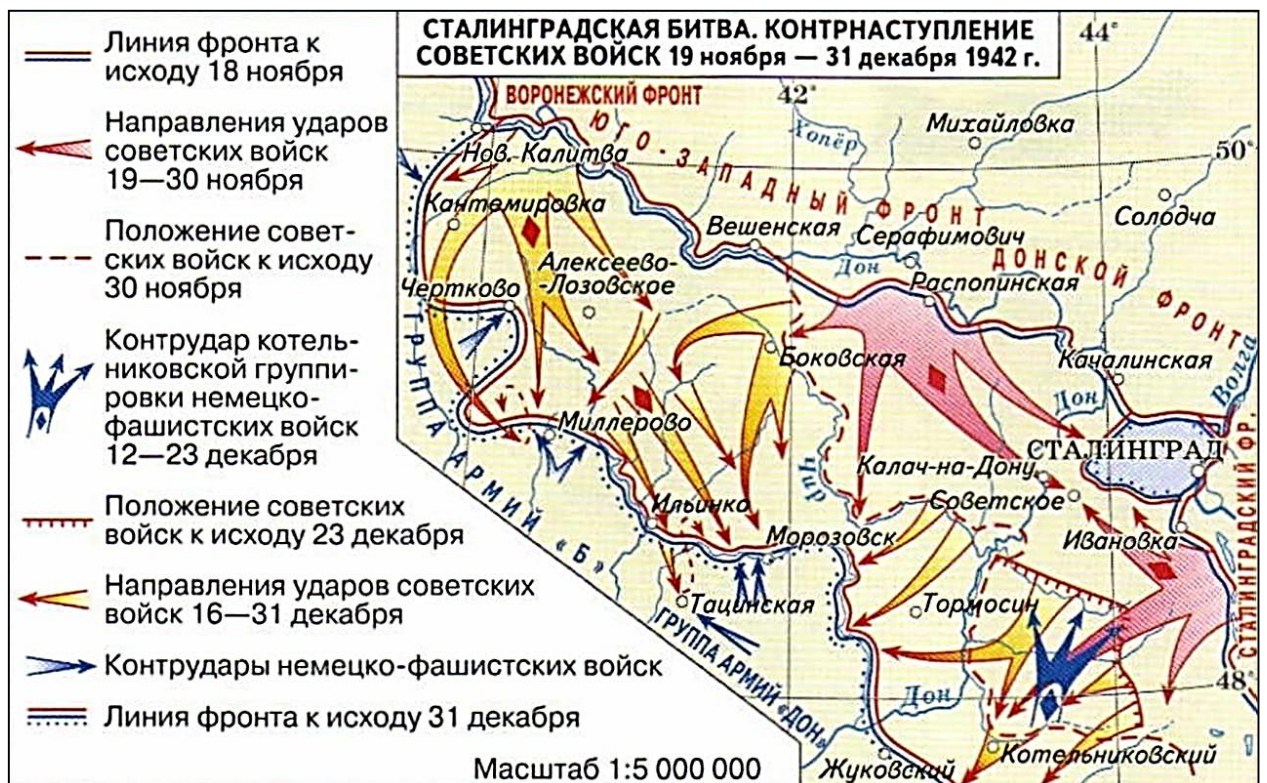 СТАЛИНГРАДСКАЯ БИТВА. КОНТРНАСТУПЛЕНИЕ
СОВЕТСКИХ ВОЙСК 19 ноября — 31 декабря 1942 г.
Линия фронта к
исходу 18 ноября
Направления ударов
советских войск
19—30 ноября
Положение совет-
ских войск к исходу
30 ноября
Контрудар котель-
никовской группи-
ровки немецко-
фашистских войск
12—23 декабря
Положение советских
войск к исходу 23 декабря
Направления ударов советских
войск 16—31 декабря
Контрудары немецко-фашистских войск
Линия фронта к исходу 31 декабря
Масштаб 1:5 000 000
44°
42°
ВОРОНЕЖСКИЙ ФРОНТ
ЮГО-ЗАПАДНЫЙ ФРОНТ
Хопёр
Михайловка
50°
Нов. Калитва
Кантемировка
Солодча
Вешенская
Серафимович
ДОНСКОЙ ФРОНТ
Дон
Алексеево-
-Лозовское
Чертково
Распопинская
ГРУППА АРМИЙ «Б»
Боковская
Качалинская
Волга
Дон
Миллерово
СТАЛИНГРАД
СТАЛИНГРАДСКИЙ ФР.
Калач-на-Дону
Чир
Советское
Ильинка
Морозовск
Ивановка
Тацинская
Тормосин
ГРУППА АРМИЙ «ДОН»
48°
Дон
Котельниковский
Жуковский